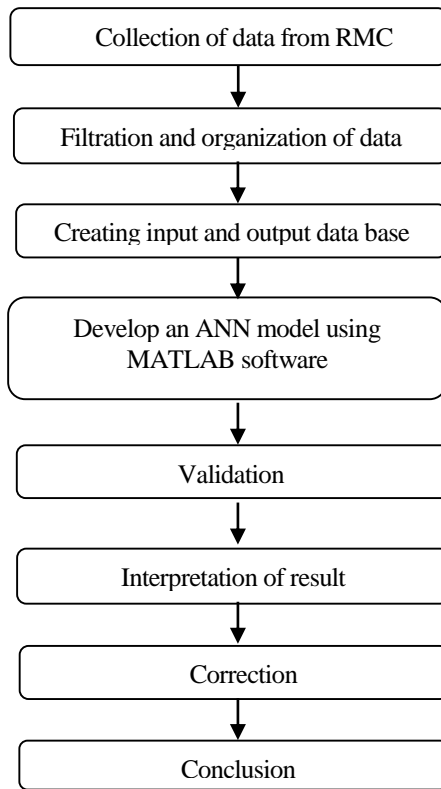 Collection of data from RMC
Filtration and organization of data
Creating input and output data base
Develop an ANN model using
MATLAB software
Validation
Interpretation of result
Correction
Conclusion